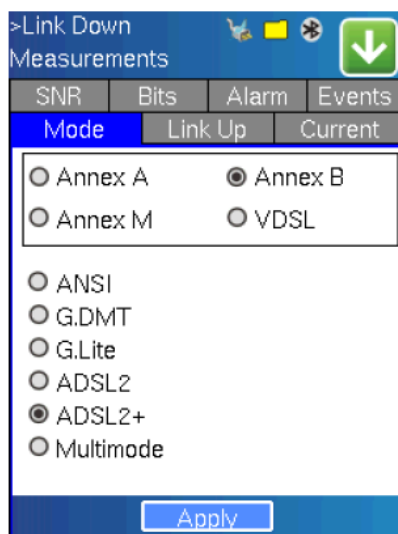 >Link Down
Measurements
SNR Bits Alarm Events
Mode Link Up Current
Annex A Annex B
Annex M VDSL
ANSI
G.DMT
G.Lite
ADSL2
ADSL2+
Multimode
Apply